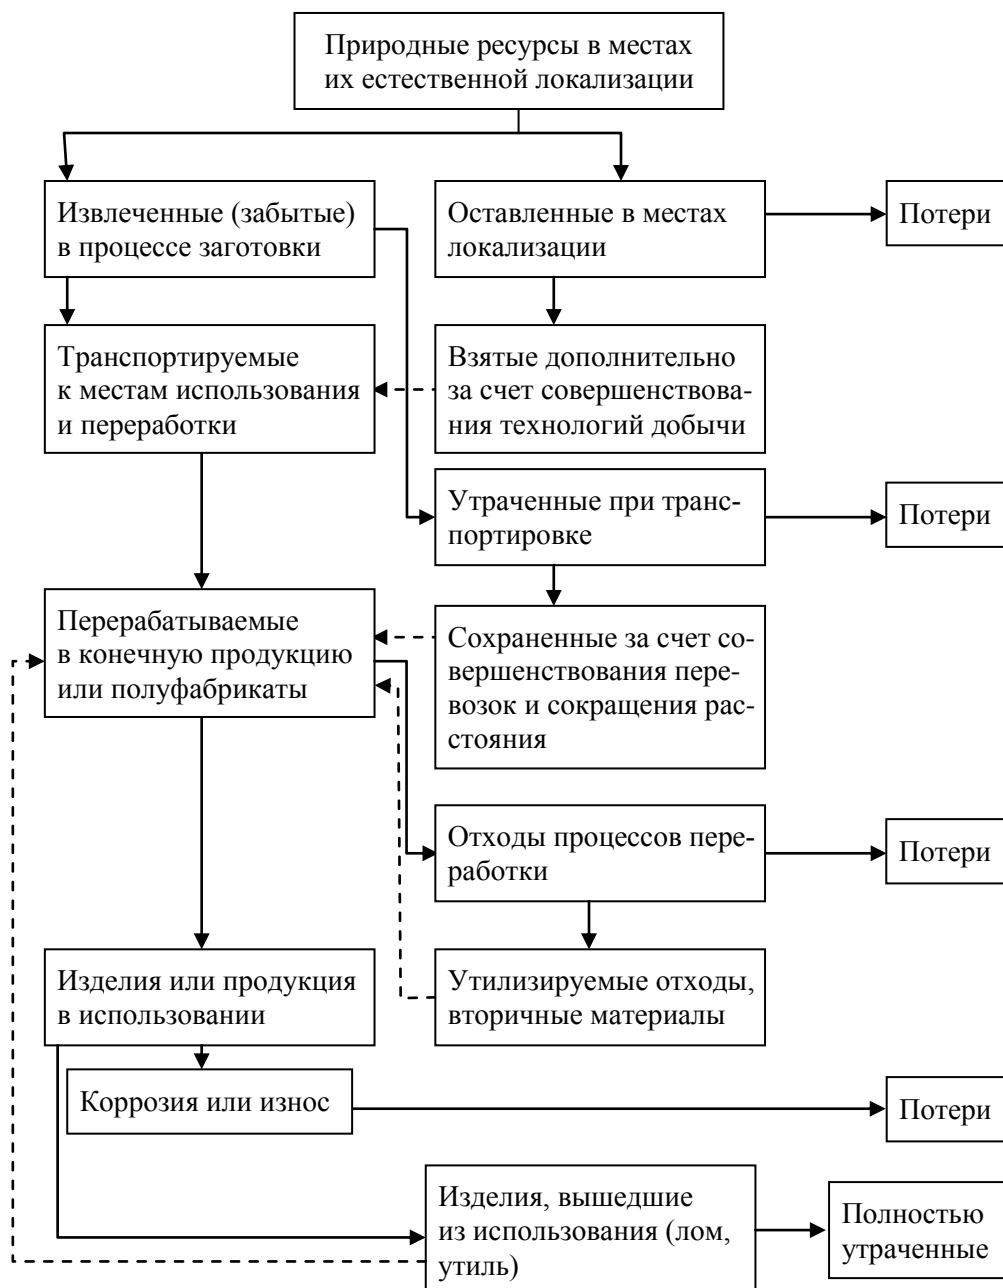 Природные ресурсы в местах
их естественной локализации
Извлеченные (забытые)
в процессе заготовки
Оставленные в местах
локализации
Потери
Транспортируемые
к местам использования
и переработки
Взятые дополнительно
за счет совершенствова-
ния технологий добычи
Утраченные при транс-
портировке
Потери
Перерабатываемые
в конечную продукцию
или полуфабрикаты
Сохраненные за счет со-
вершенствования пере-
возок и сокращения рас-
стояния
Отходы процессов пере-
работки
Потери
Изделия или продукция
в использовании
Утилизируемые отходы,
вторичные материалы
Коррозия или износ
Потери
Изделия, вышедшие
из использования (лом,
утиль)
Полностью
утраченные